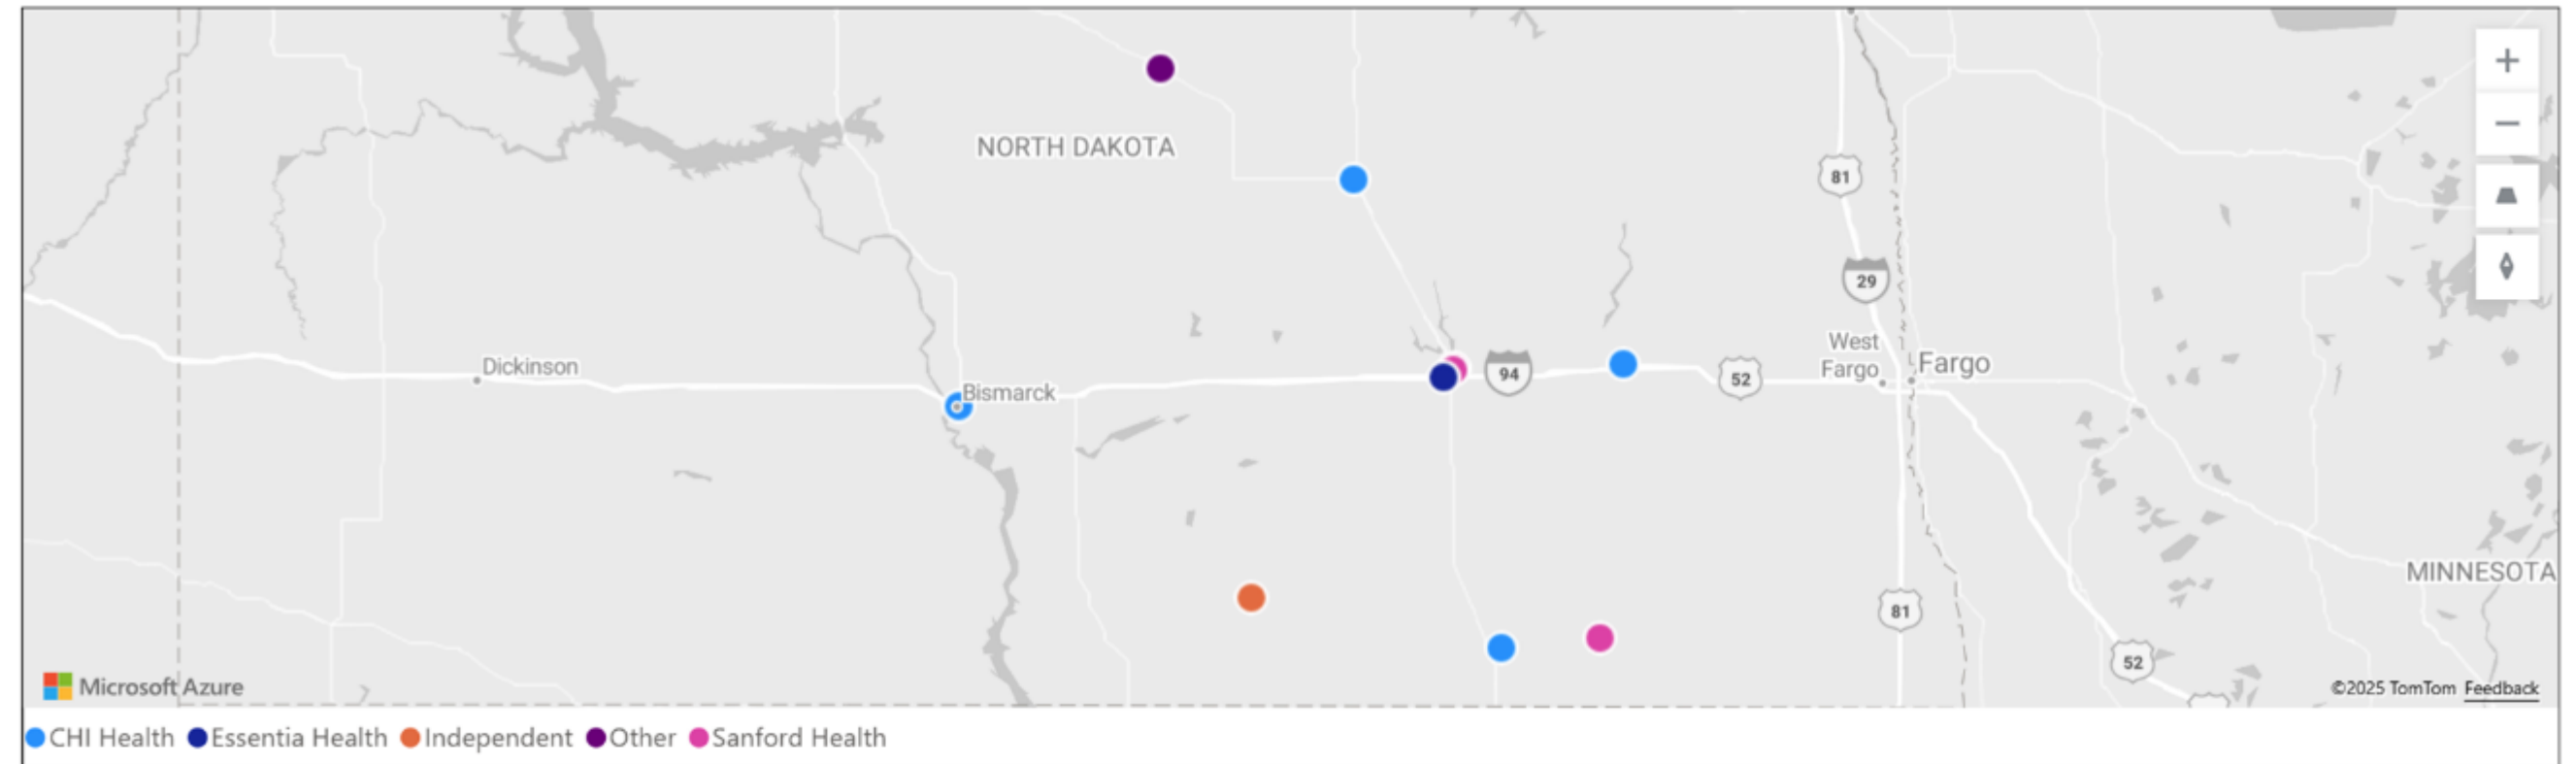 NORTH DAKOTA
81
29
West
Fargo
Fargo
Dickinson
94
52
Bismarck
MINNESOTA
81
52
Microsoft Azure
©2025 TomTom Feedback
CHI Health Essentia Health Independent Other Sanford Health